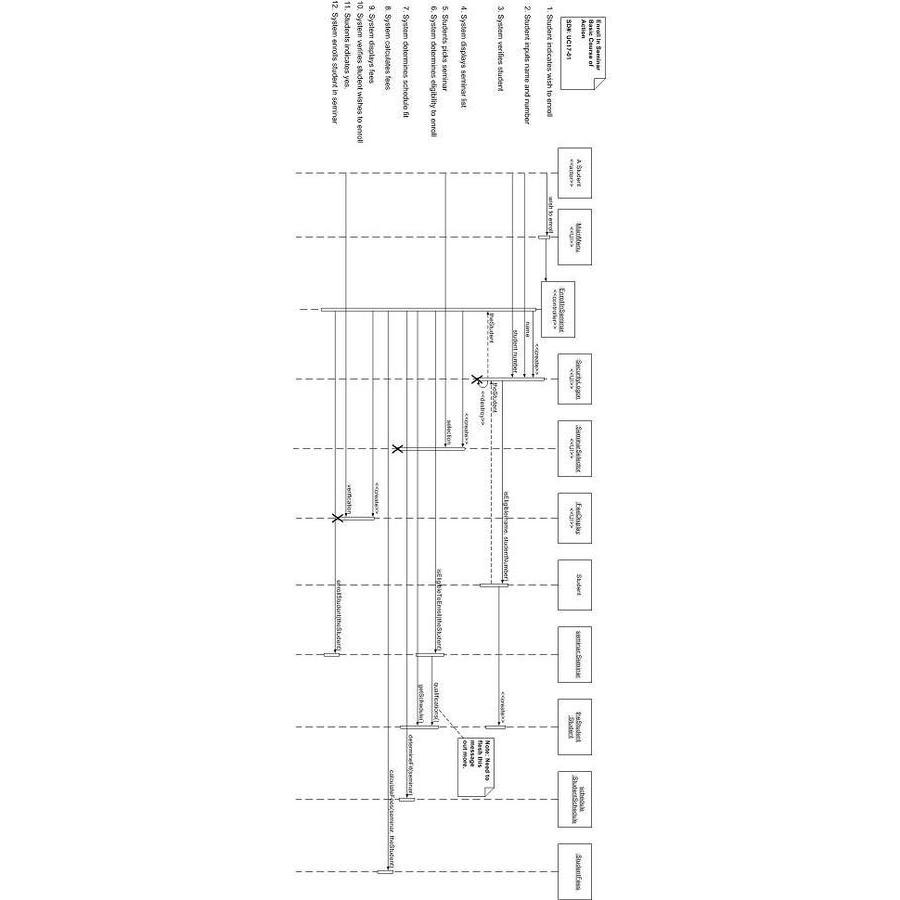 Enroll in Seminar
Basic Course of
Action
SD#: UC17-01
1. Student indicates wish to enroll
2. Student inputs name and number
3. System verifies student
4. System displays seminar list
5. Students picks seminar
6. System determines eligibility to enroll
7. System determines schedule fit
8. System calculates fees
9. System displays fees
10. System verifies student wishes to enroll
11. Students indicates yes.
12. System enrolls student in seminar
A Student
<<actor>>
:MainMenu
<<UI>>
:EnrollInSeminar
<<controller>>
:SecurityLogon
<<UI>>
:SeminarSelector
<<UI>>
:FeeDisplay
<<UI>>
Student
seminar:Seminar
theStudent
:Student
schedule
:StudentSchedule
:StudentFees
wish to enroll
<<create>>
name
student number
theStudent
isEligible(name, studentNumber)
<<create>>
theStudent
<<destroy>>
<<create>>
selection
isEligibleToEnroll(theStudent)
qualifications()
Note: Need to
flesh this
message
out more.
getSchedule()
determineFit(seminar)
calculateFees(seminar, theStudent)
<<create>>
verification
enrollStudent(theStudent)